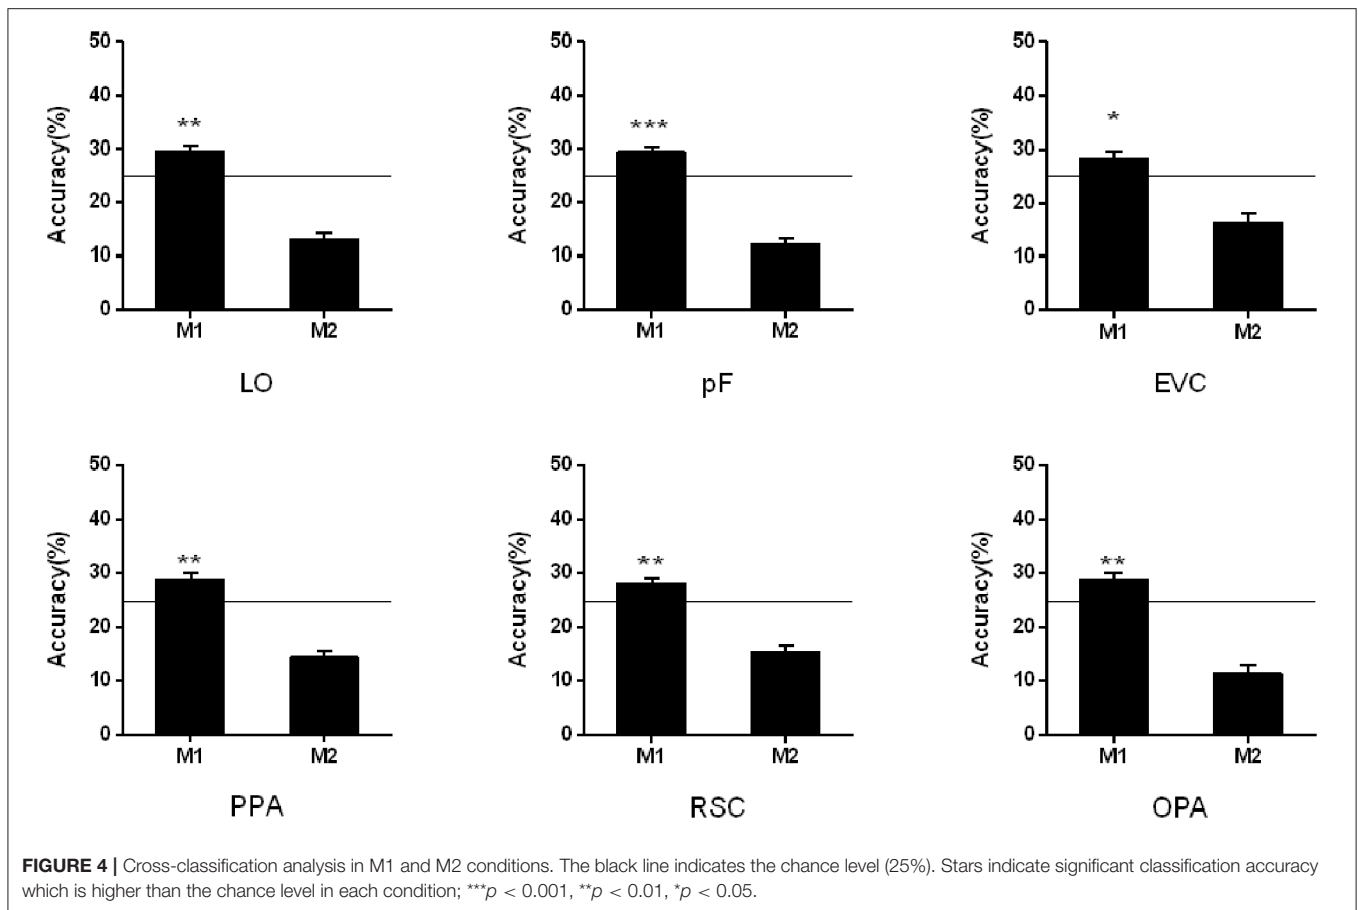 50
40
30
20
10
0
Accuracy(%)
**
M1
M2
LO
50
40
30
20
10
0
Accuracy(%)
***
M1
M2
pF
50
40
30
20
10
0
Accuracy(%)
*
M1
M2
EVC
50
40
30
20
10
0
Accuracy(%)
**
M1
M2
PPA
50
40
30
20
10
0
Accuracy(%)
**
M1
M2
RSC
50
40
30
20
10
0
Accuracy(%)
**
M1
M2
OPA
FIGURE 4 | Cross-classification analysis in M1 and M2 conditions. The black line indicates the chance level (25%). Stars indicate significant classification accuracy
which is higher than the chance level in each condition; ***p < 0.001, **p < 0.01, *p < 0.05.